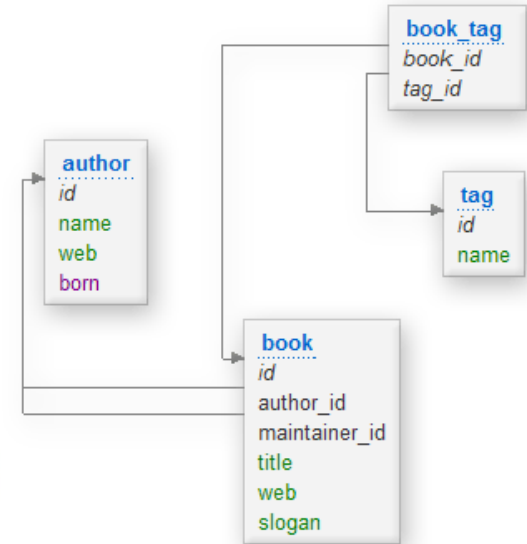 book_tag
book_id
tag_id
author
id
name
web
born
tag
id
name
book
id
author_id
maintainer_id
title
web
slogan